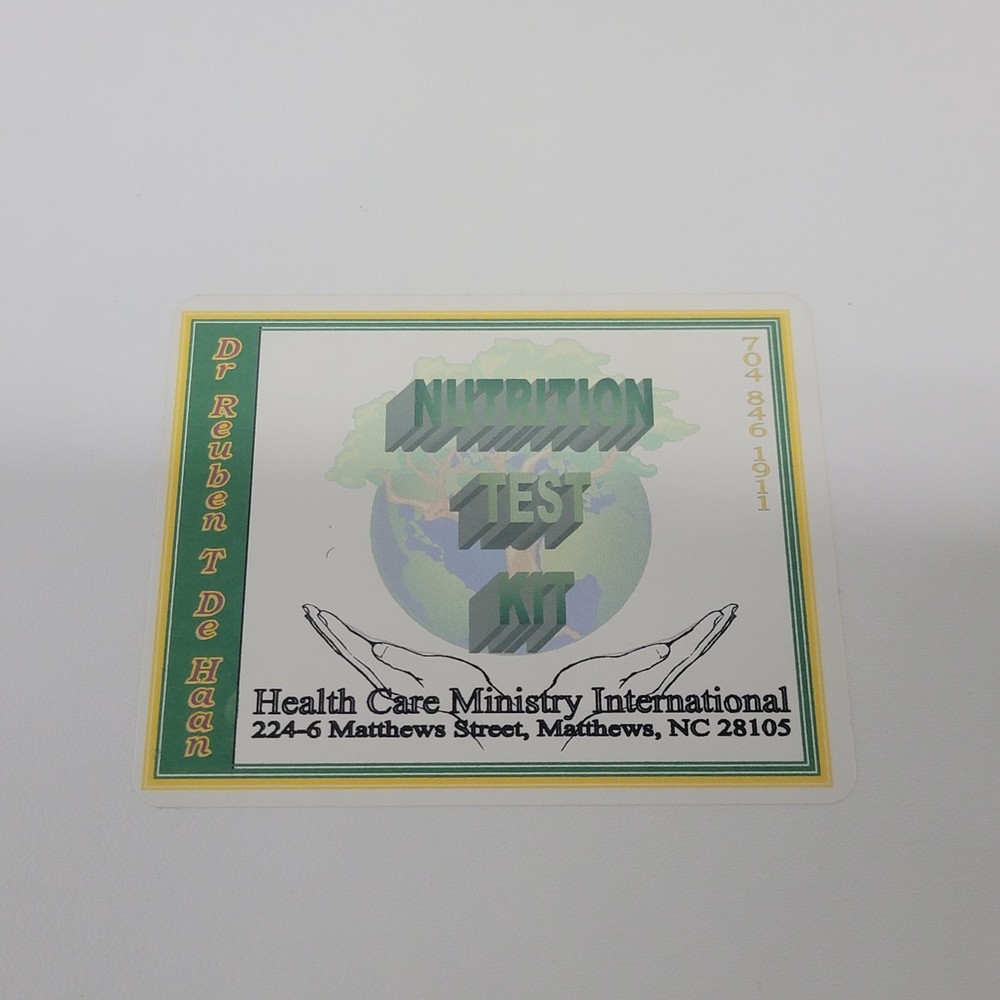 Dr Reuben T De Haan
NUTRITION
TEST
KIT
704 846 1911
Health Care Ministry International
224-6 Matthews Street, Matthews, NC 28105